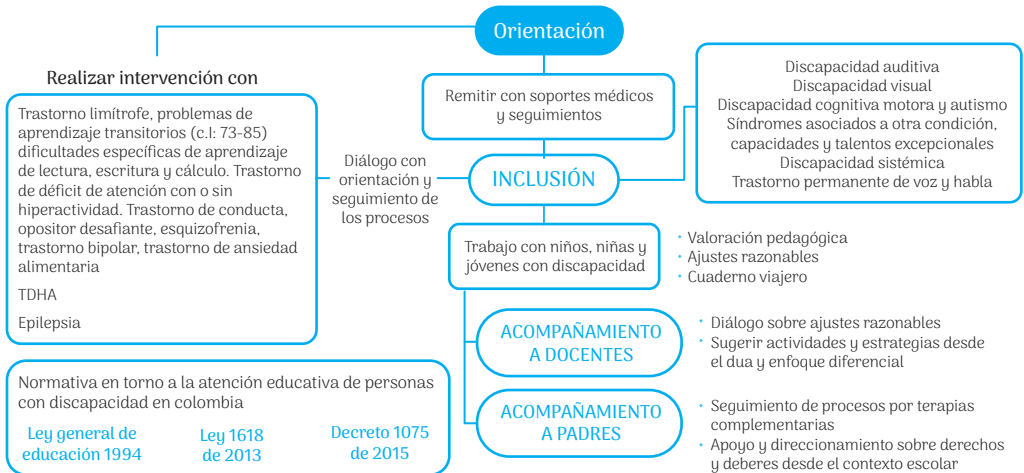 Orientación
Realizar intervención con
Trastorno limítrofe, problemas de
aprendizaje transitorios (c.I: 73-85)
dificultades específicas de aprendizaje
de lectura, escritura y cálculo. Trastorno
de déficit de atención con o sin
hiperactividad. Trastorno de conducta,
opositor desafiante, esquizofrenia,
trastorno bipolar, trastorno de ansiedad
alimentaria
TDHA
Epilepsia
Remitir con soportes médicos
y seguimientos
Diálogo con
orientación y
seguimiento de
los procesos
INCLUSIÓN
Discapacidad auditiva
Discapacidad visual
Discapacidad cognitiva motora y autismo
Síndromes asociados a otra condición,
capacidades y talentos excepcionales
Discapacidad sistémica
Trastorno permanente de voz y habla
Trabajo con niños, niñas y
jóvenes con discapacidad
• Valoración pedagógica
• Ajustes razonables
• Cuaderno viajero
ACOMPAÑAMIENTO
A DOCENTES
• Diálogo sobre ajustes razonables
• Sugerir actividades y estrategias desde
el dua y enfoque diferencial
ACOMPAÑAMIENTO
A PADRES
• Seguimiento de procesos por terapias
complementarias
• Apoyo y direccionamiento sobre derechos
y deberes desde el contexto escolar
Normativa en torno a la atención educativa de personas
con discapacidad en colombia
Ley general de
educación 1994
Ley 1618
de 2013
Decreto 1075
de 2015